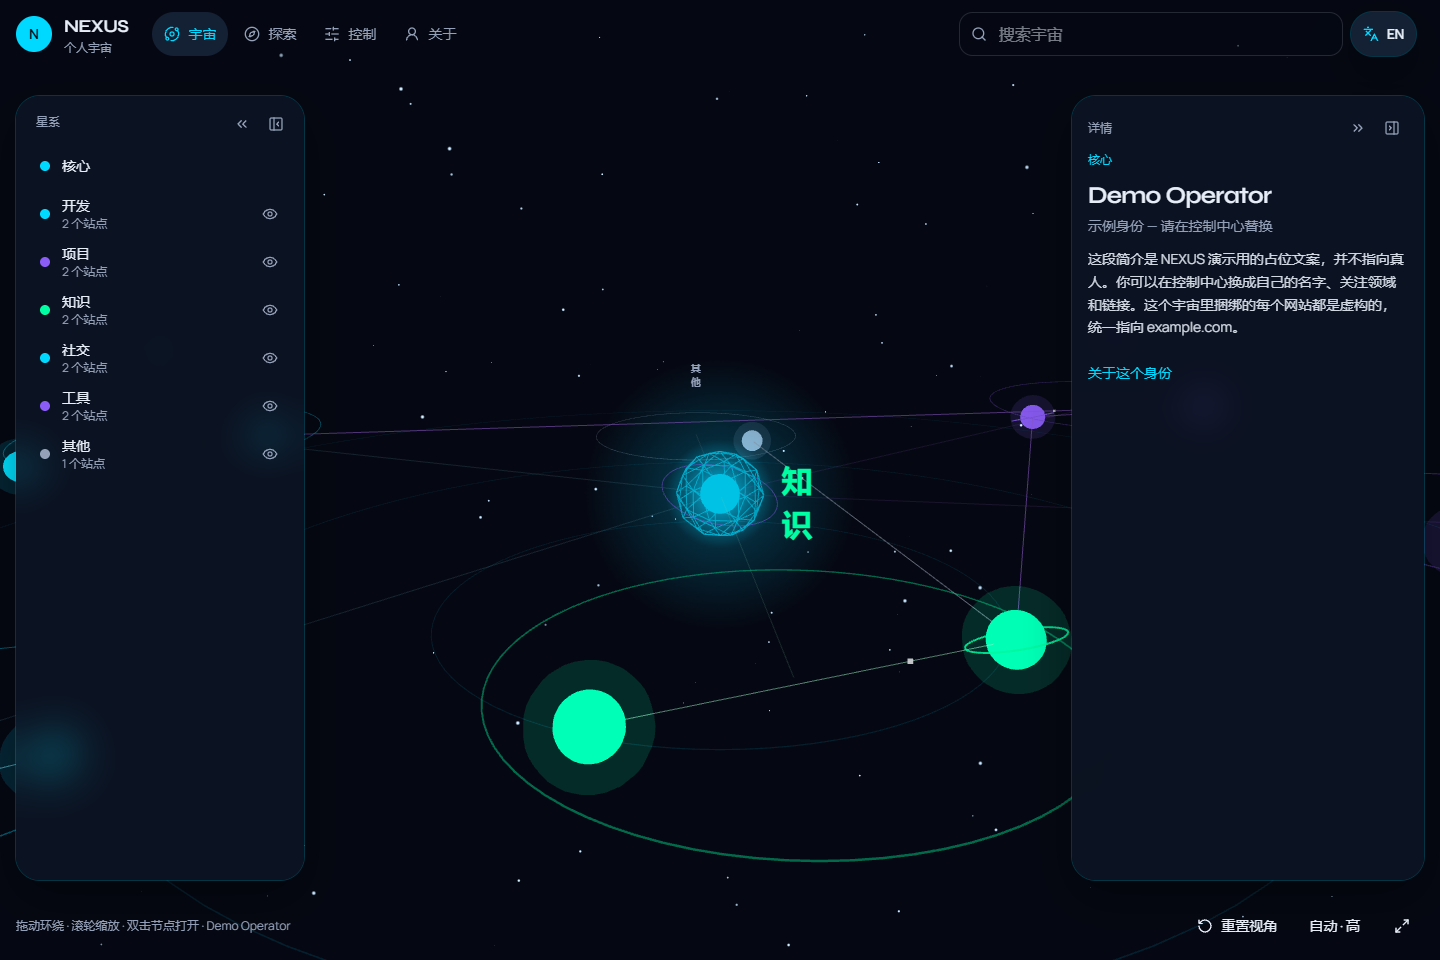 N
NEXUS
个人宇宙
宇宙
探索
控制
关于
搜索宇宙
EN
星系
核心
开发
2 个站点
项目
2 个站点
知识
2 个站点
社交
2 个站点
工具
2 个站点
其他
1 个站点
其
他
知
识
详情
核心
Demo Operator
示例身份 — 请在控制中心替换
这段简介是 NEXUS 演示用的占位文案，并不指向真
人。你可以在控制中心换成自己的名字、关注领域
和链接。这个宇宙里捆绑的每个网站都是虚构的，
统一指向 example.com。
关于这个身份
拖动环绕 · 滚轮缩放 · 双击节点打开 · Demo Operator
重置视角
自动 · 高